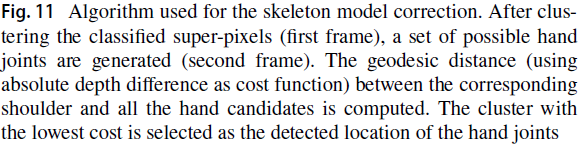 Fig. 11 Algorithm used for the skeleton model correction. After clus-
tering the classified super-pixels (first frame), a set of possible hand
joints are generated (second frame). The geodesic distance (using
absolute depth difference as cost function) between the corresponding
shoulder and all the hand candidates is computed. The cluster with
the lowest cost is selected as the detected location of the hand joints